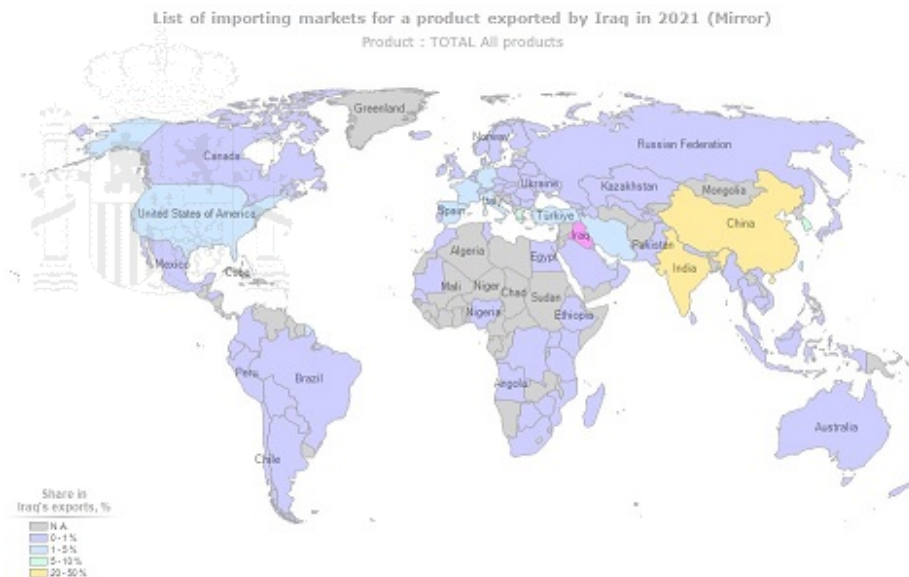 List of importing markets for a product exported by Iraq in 2021 (Mirror)
Product : TOTAL All products
Greenland
Norway
Canada
Russian Federation
Ukraine
Kazakhstan
Mongolia
Italy
Spain
Türkiye
United States of America
China
Iraq
Pakistan
Algeria
Egypt
India
Mexico
Cuba
Mali
Niger
Chad
Sudan
Nigeria
Ethiopia
Peru
Brazil
Angola
Australia
Chile
Share in
Iraq's exports, %
N.A.
0 - 1 %
1 - 5 %
5 - 10 %
20 - 50 %